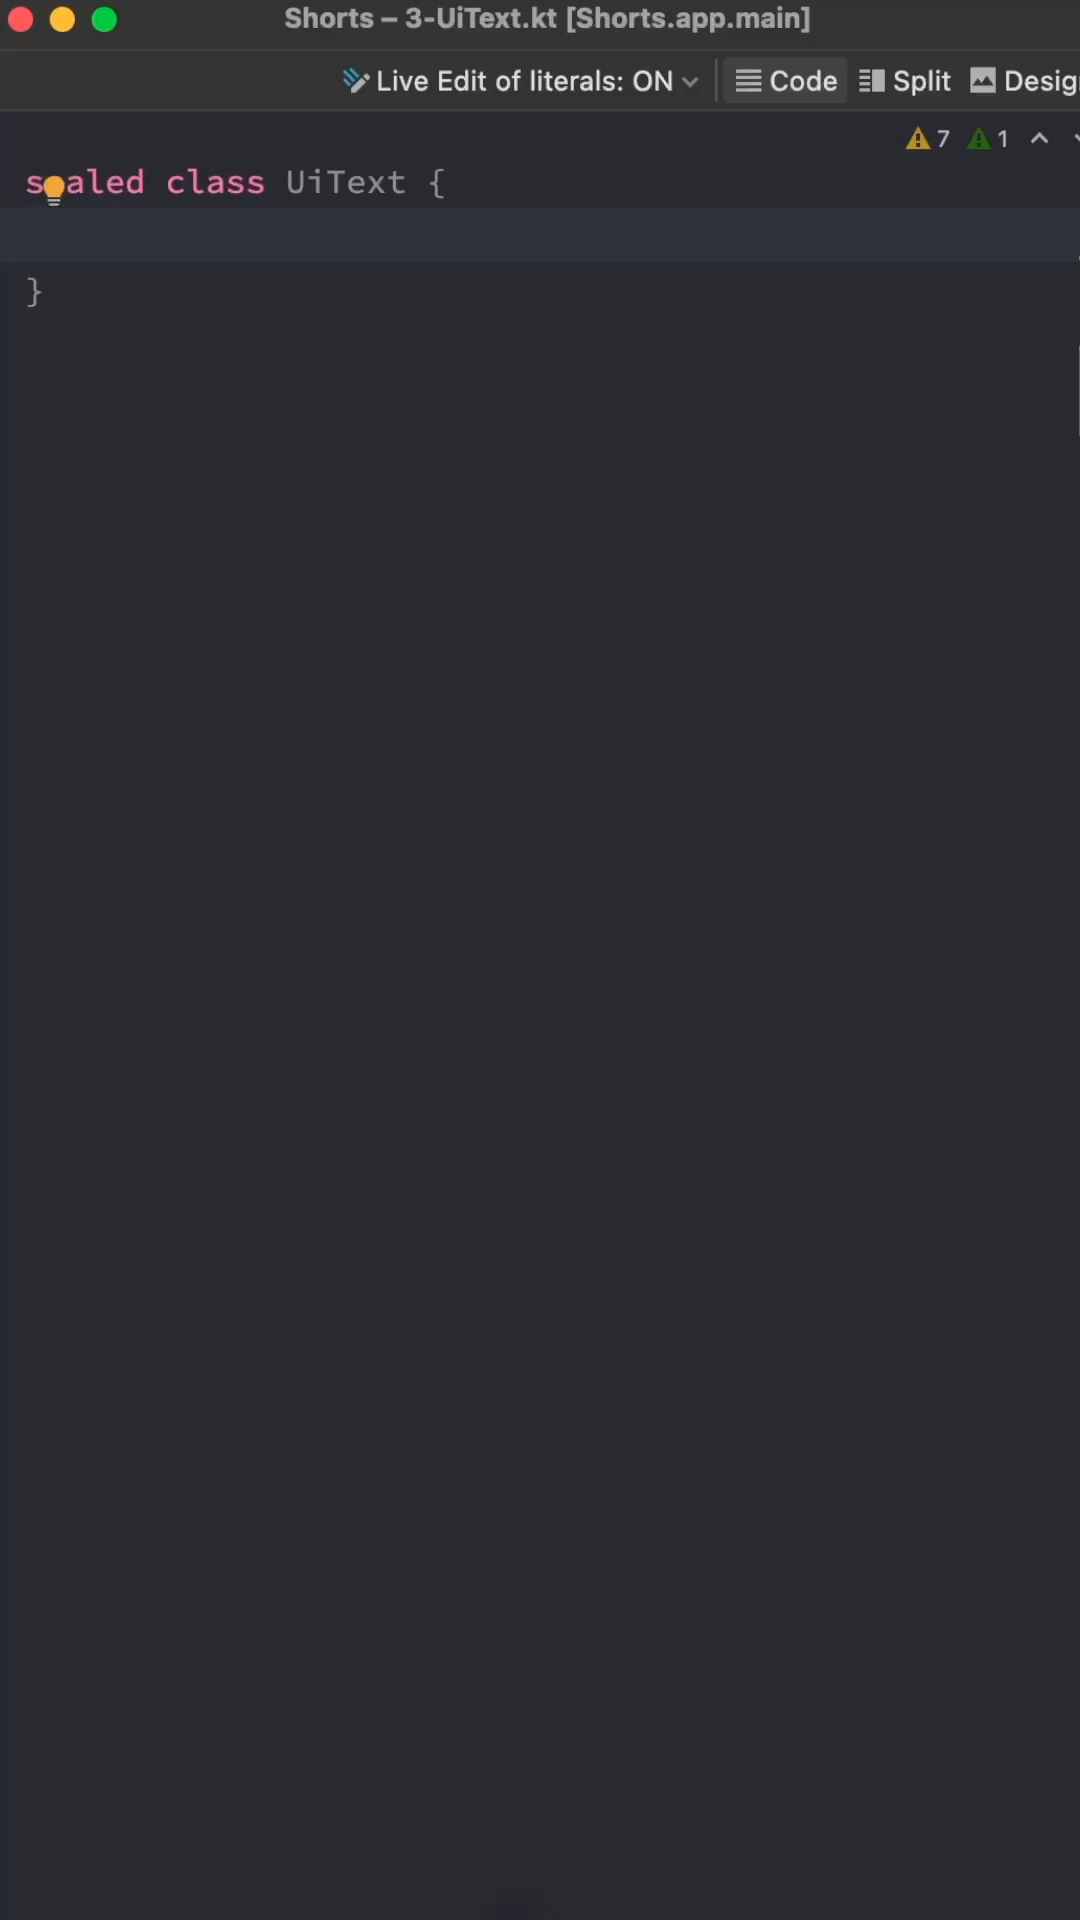 Shorts – 3-UiText.kt [Shorts.app.main]
Live Edit of literals: ON Code Split Desig
7 1
sealed class UiText {
}